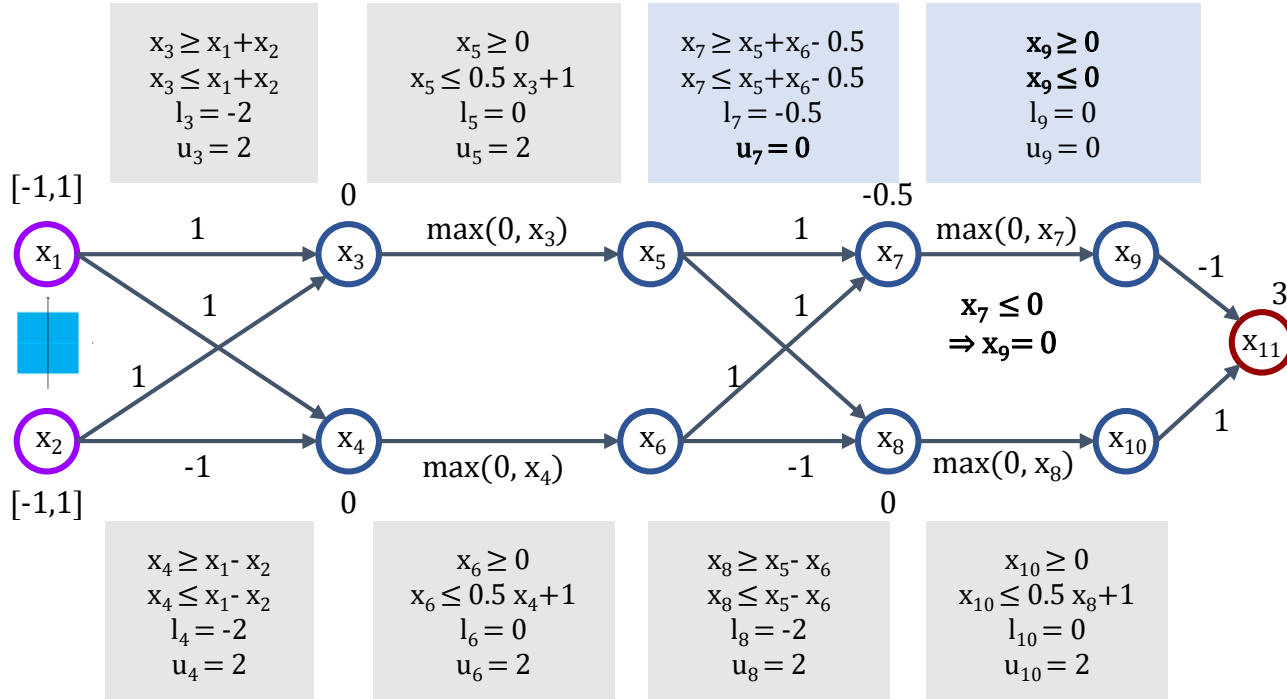 x₃ ≥ x₁+x₂
x₃ ≤ x₁+x₂
l₃ = -2
u₃ = 2
x₅ ≥ 0
x₅ ≤ 0.5 x₃+1
l₅ = 0
u₅ = 2
x₇ ≥ x₅+x₆- 0.5
x₇ ≤ x₅+x₆- 0.5
l₇ = -0.5
u₇ = 0
x₉ ≥ 0
x₉ ≤ 0
l₉ = 0
u₉ = 0
[-1,1]
0
-0.5
x₁
1
x₃
max(0, x₃)
x₅
1
x₇
max(0, x₇)
x₉
-1
3
1
1
x₇ ≤ 0
⇒ x₉ = 0
x₁₁
1
1
1
x₂
-1
x₄
max(0, x₄)
x₆
-1
x₈
max(0, x₈)
x₁₀
[-1,1]
0
0
x₄ ≥ x₁- x₂
x₄ ≤ x₁- x₂
l₄ = -2
u₄ = 2
x₆ ≥ 0
x₆ ≤ 0.5 x₄+1
l₆ = 0
u₆ = 2
x₈ ≥ x₅- x₆
x₈ ≤ x₅- x₆
l₈ = -2
u₈ = 2
x₁₀ ≥ 0
x₁₀ ≤ 0.5 x₈+1
l₁₀ = 0
u₁₀ = 2